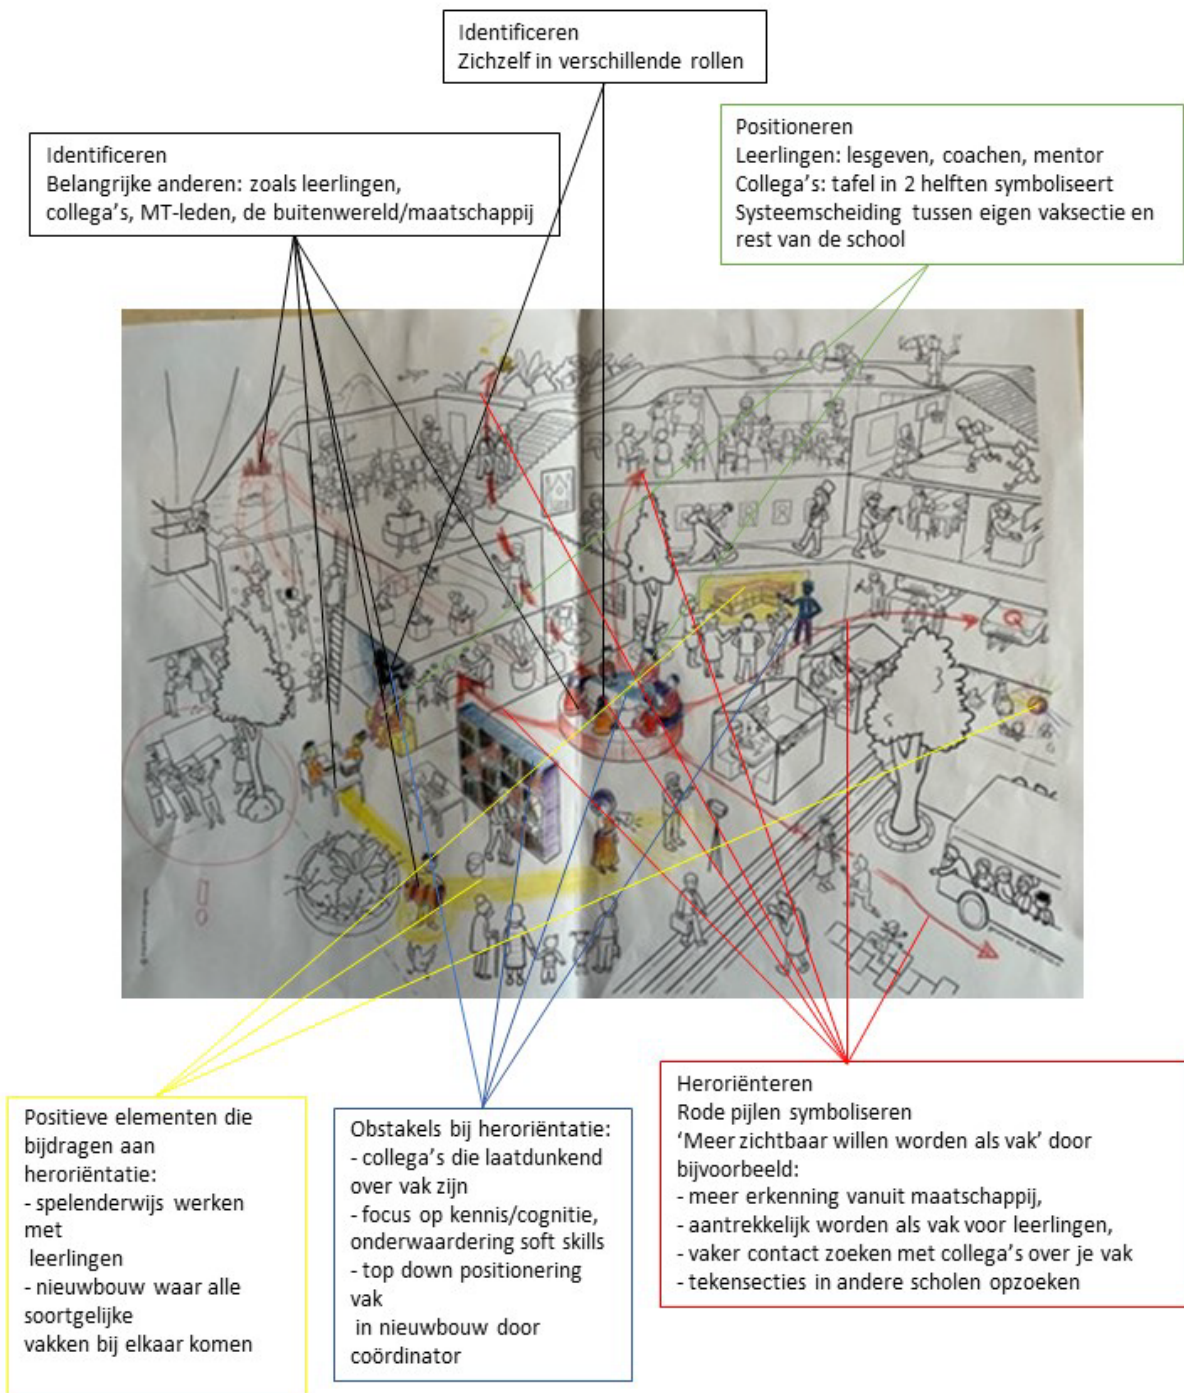 Identificeren
Zichzelf in verschillende rollen
Identificeren
Belangrijke anderen: zoals leerlingen,
collega's, MT-leden, de buitenwereld/maatschappij
Positioneren
Leerlingen: lesgeven, coachen, mentor
Collega's: tafel in 2 helften symboliseert
Systeemscheiding tussen eigen vaksectie en
rest van de school
?
!
Positieve elementen die
bijdragen aan
heroriëntatie:
- spelenderwijs werken
met
leerlingen
- nieuwbouw waar alle
soortgelijke
vakken bij elkaar komen
Obstakels bij heroriëntatie:
- collega's die laatdunkend
over vak zijn
- focus op kennis/cognitie,
onderwaardering soft skills
- top down positionering
vak
in nieuwbouw door
coördinator
Heroriënteren
Rode pijlen symboliseren
'Meer zichtbaar willen worden als vak' door
bijvoorbeeld:
- meer erkenning vanuit maatschappij,
- aantrekkelijk worden als vak voor leerlingen,
- vaker contact zoeken met collega's over je vak
- tekensecties in andere scholen opzoeken